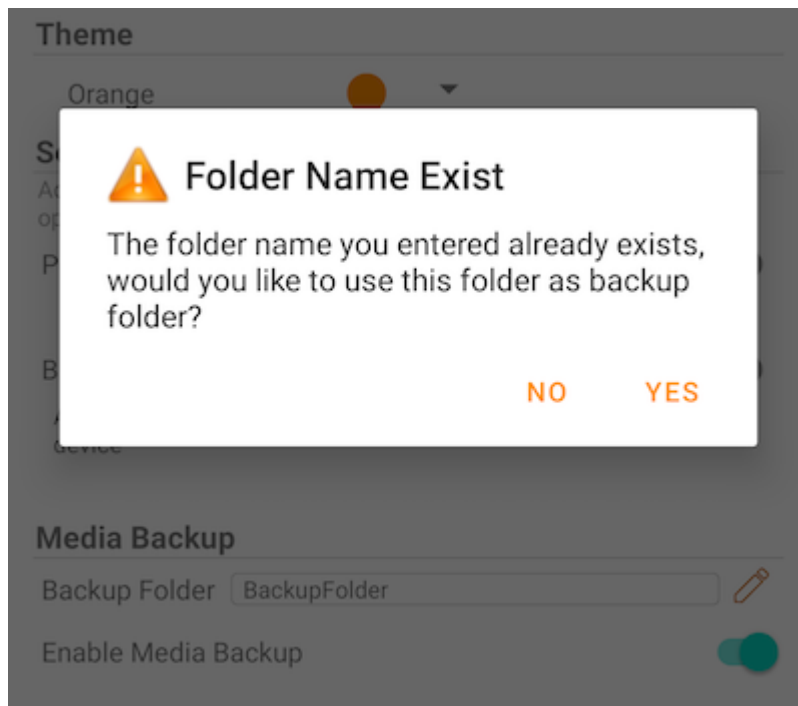 Theme
Orange
Folder Name Exist
The folder name you entered already exists,
would you like to use this folder as backup
folder?
NO YES
device
Media Backup
Backup Folder BackupFolder
Enable Media Backup